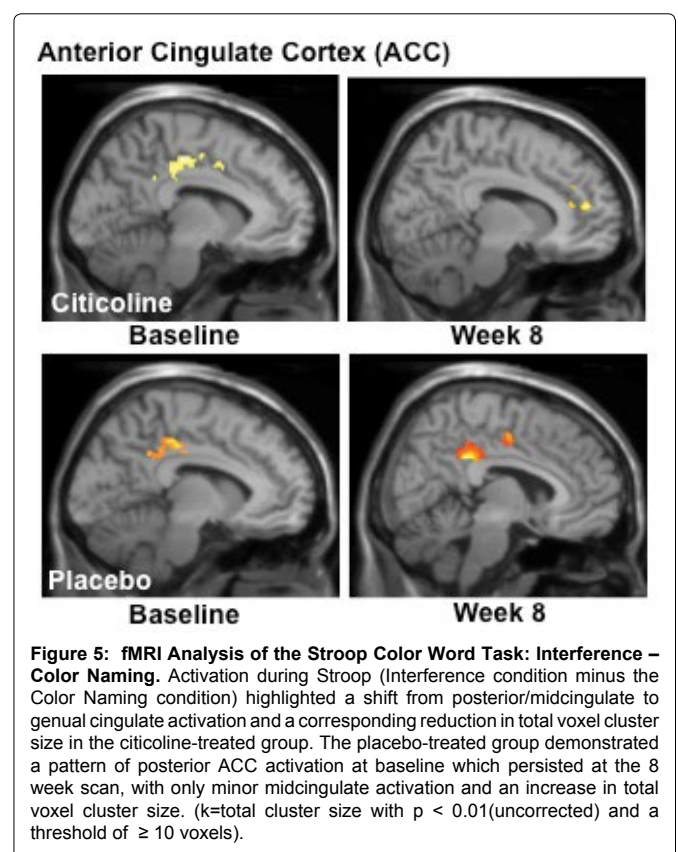 Anterior Cingulate Cortex (ACC)
Citicoline
Baseline
Week 8
Placebo
Baseline
Week 8
Figure 5: fMRI Analysis of the Stroop Color Word Task: Interference –
Color Naming. Activation during Stroop (Interference condition minus the
Color Naming condition) highlighted a shift from posterior/midcingulate to
genual cingulate activation and a corresponding reduction in total voxel cluster
size in the citicoline-treated group. The placebo-treated group demonstrated
a pattern of posterior ACC activation at baseline which persisted at the 8
week scan, with only minor midcingulate activation and an increase in total
voxel cluster size. (k=total cluster size with p < 0.01(uncorrected) and a
threshold of ≥ 10 voxels).